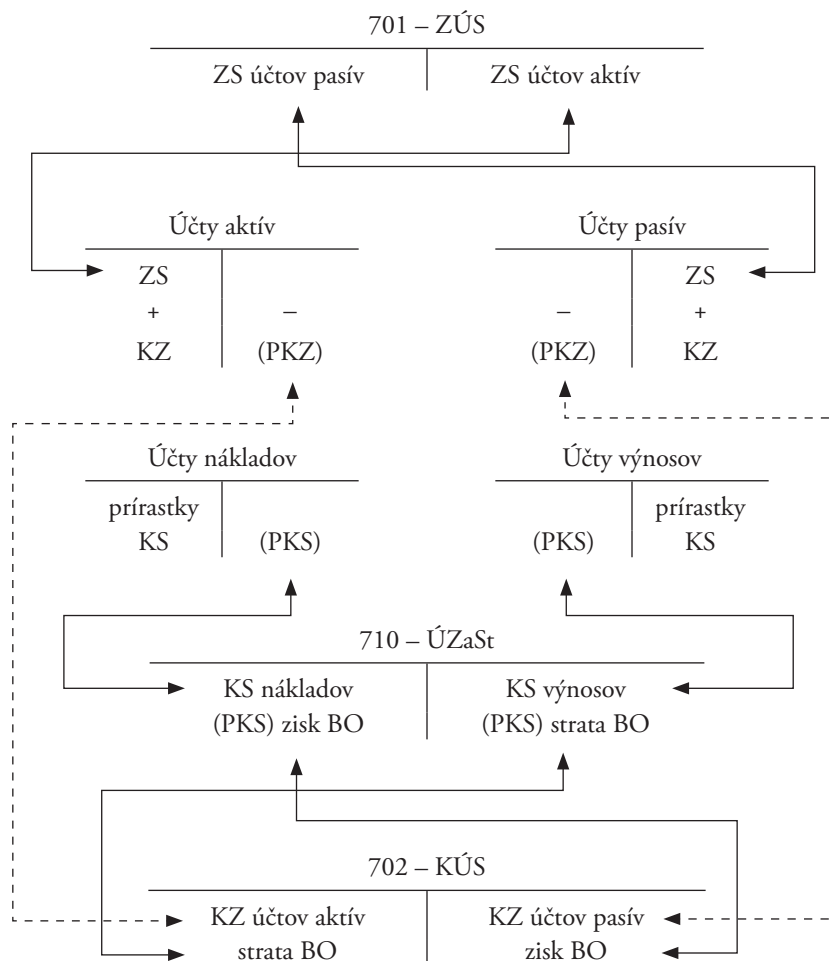 701 – ZÚS
ZS účtov pasív ZS účtov aktív
Účty aktív Účty pasív
ZS ZS
+ – – +
KZ (PKZ) (PKZ) KZ
Účty nákladov Účty výnosov
prírastky prírastky
KS (PKS) (PKS) KS
710 – ÚZaSt
KS nákladov KS výnosov
(PKS) zisk BO (PKS) strata BO
702 – KÚS
KZ účtov aktív KZ účtov pasív
strata BO zisk BO